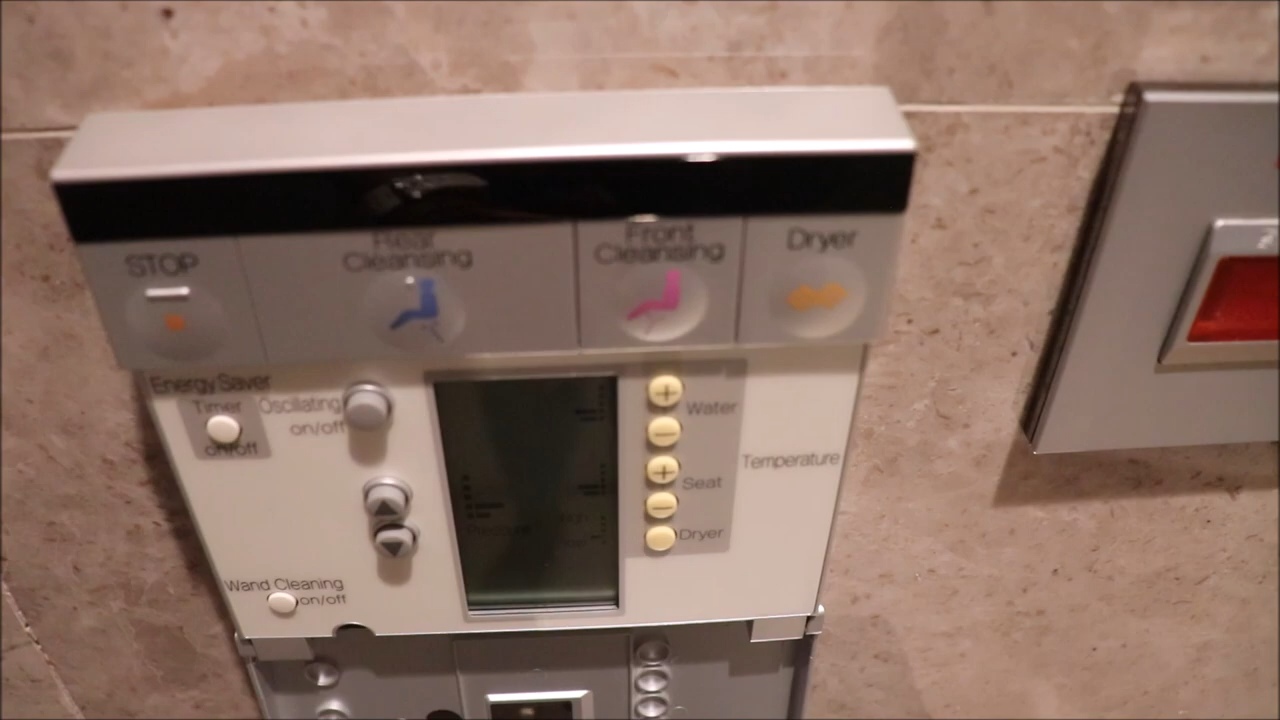 STOP
Rear
Cleansing
Front
Cleansing
Dryer
Energy Saver
Timer
on/off
Oscillating
on/off
Water
Seat
Dryer
Temperature
Pressure
Wand Cleaning
on/off